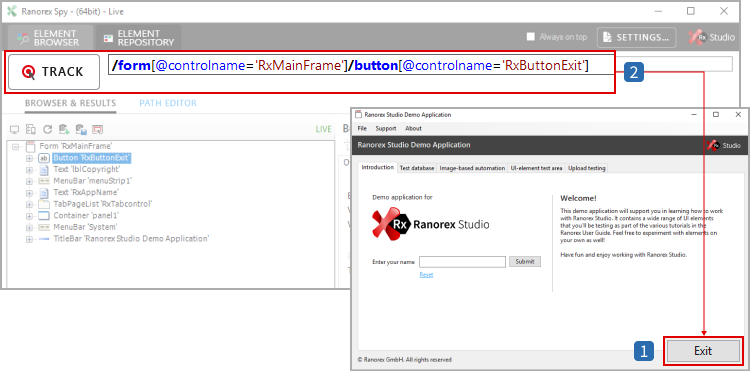 Ranorex Spy - (64bit) - Live
ELEMENT BROWSER
ELEMENT REPOSITORY
Always on top
SETTINGS...
Studio
TRACK
/form[@controlname='RxMainFrame']/button[@controlname='RxButtonExit']
2
BROWSER & RESULTS
PATH EDITOR
LIVE
Form 'RxMainFrame'
Button 'RxButtonExit'
Text 'lblCopyright'
MenuBar 'menuStrip1'
Text 'RxAppName'
TabPageList 'RxTabcontrol'
Container 'panel1'
MenuBar 'System'
TitleBar 'Ranorex Studio Demo Application'
Ranorex Studio Demo Application
File Support About
Ranorex Studio Demo Application
Studio
Introduction Test database Image-based automation UI-element test area Upload testing
Demo application for
Rx Ranorex Studio
Enter your name
Submit
Reset
Welcome!
This demo application will support you in learning how to work
with Ranorex Studio. It contains a wide range of UI elements
that you'll be testing as part of the various tutorials in the
Ranorex User Guide. Feel free to experiment with elements on
your own as well!
Have fun and enjoy working with Ranorex Studio.
1
Exit
© Ranorex GmbH. All rights reserved